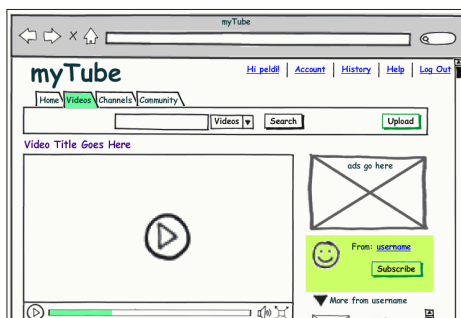 myTube
myTube
Hi peldi! Account History Help Log Out
Home Videos Channels Community
Videos Search Upload
Video Title Goes Here
ads go here
From: username
Subscribe
More from username